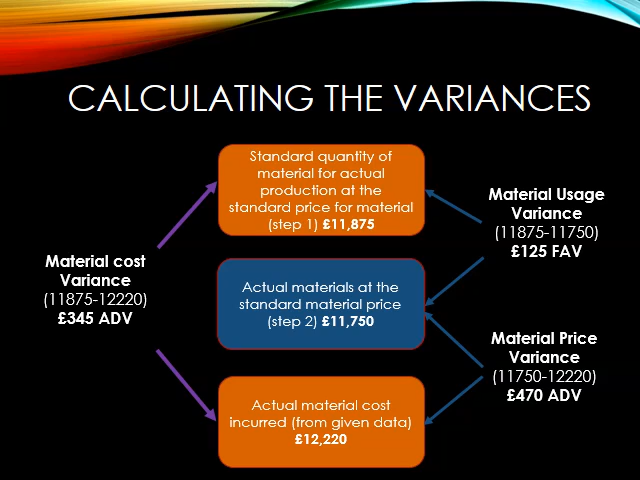 CALCULATING THE VARIANCES
Standard quantity of
material for actual
production at the
standard price for material
(step 1) £11,875
Material Usage
Variance
(11875-11750)
£125 FAV
Material cost
Variance
(11875-12220)
£345 ADV
Actual materials at the
standard material price
(step 2) £11,750
Material Price
Variance
(11750-12220)
£470 ADV
Actual material cost
incurred (from given data)
£12,220